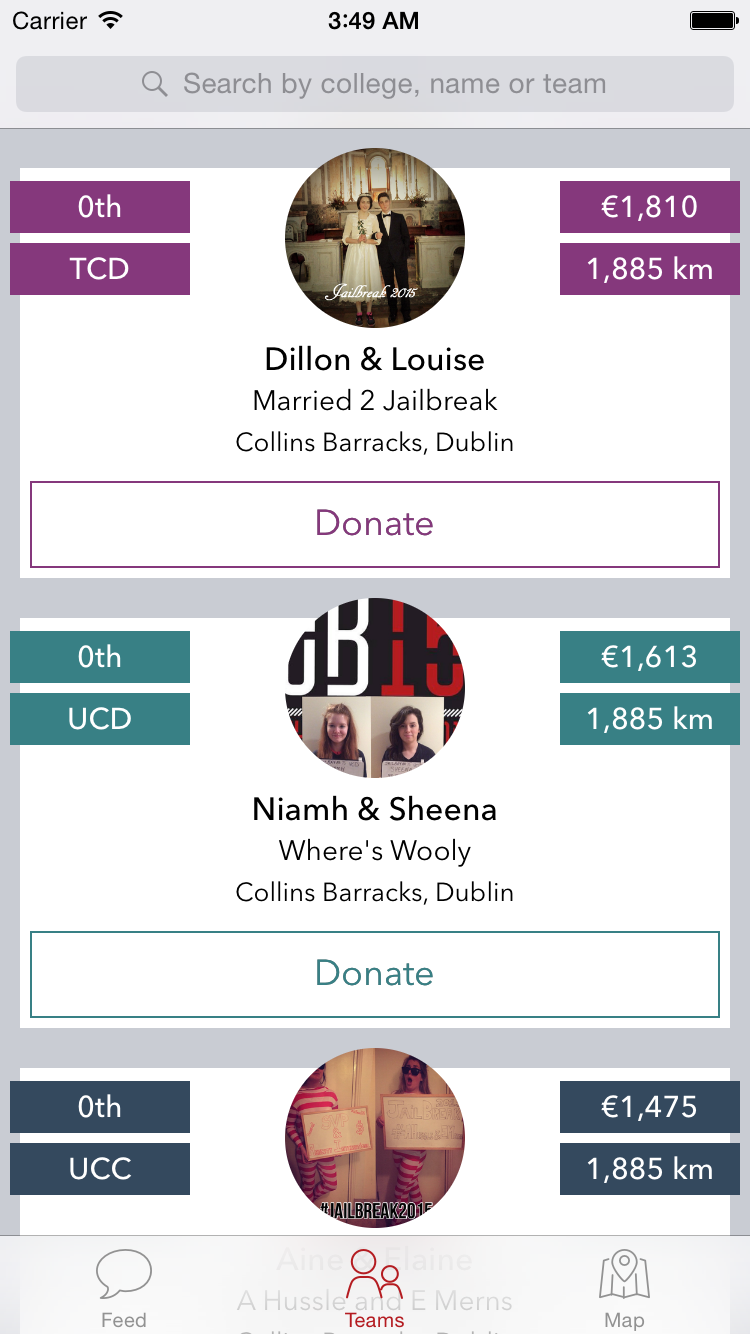 Carrier 3:49 AM
Search by college, name or team
0th €1,810
TCD 1,885 km
Jailbreak 2015
Dillon & Louise
Married 2 Jailbreak
Collins Barracks, Dublin
Donate
0th €1,613
UCD 1,885 km
Niamh & Sheena
Where's Wooly
Collins Barracks, Dublin
Donate
0th €1,475
UCC 1,885 km
#JAILBREAK2015
Aine & Elaine
A Hussle and E Merns
Feed Teams Map